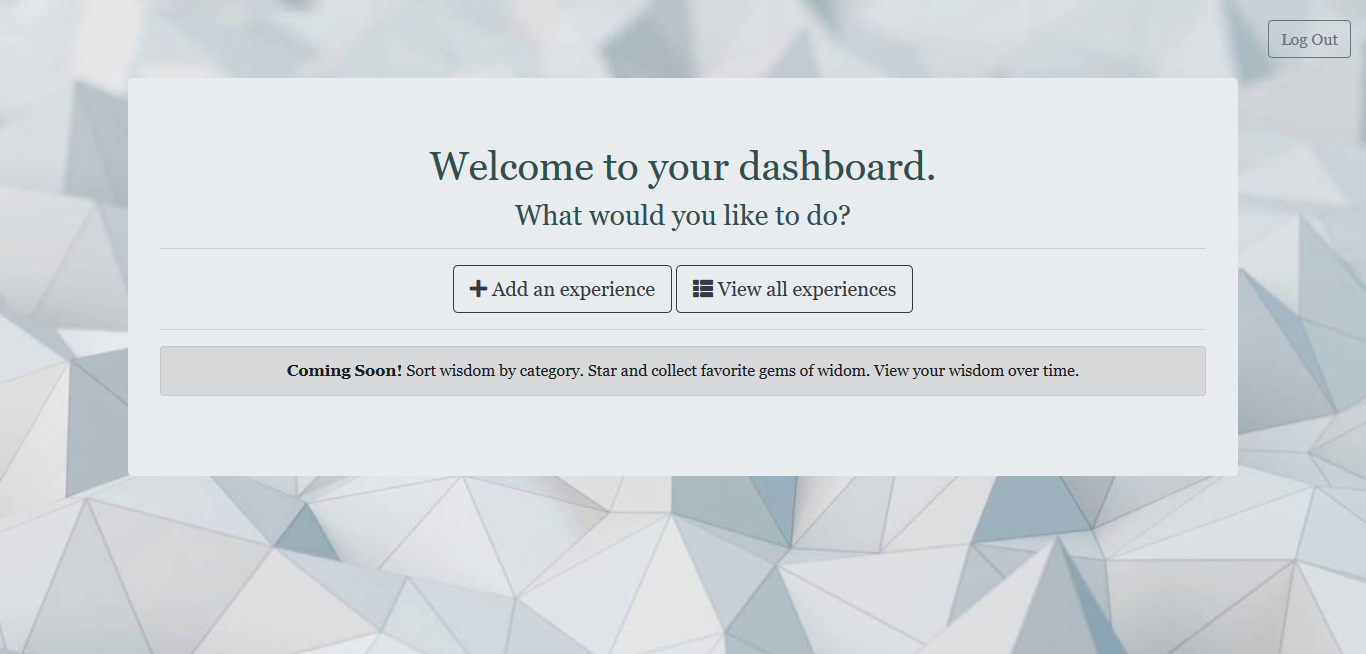 Log Out
Welcome to your dashboard.
What would you like to do?
Add an experience View all experiences
Coming Soon! Sort wisdom by category. Star and collect favorite gems of widom. View your wisdom over time.